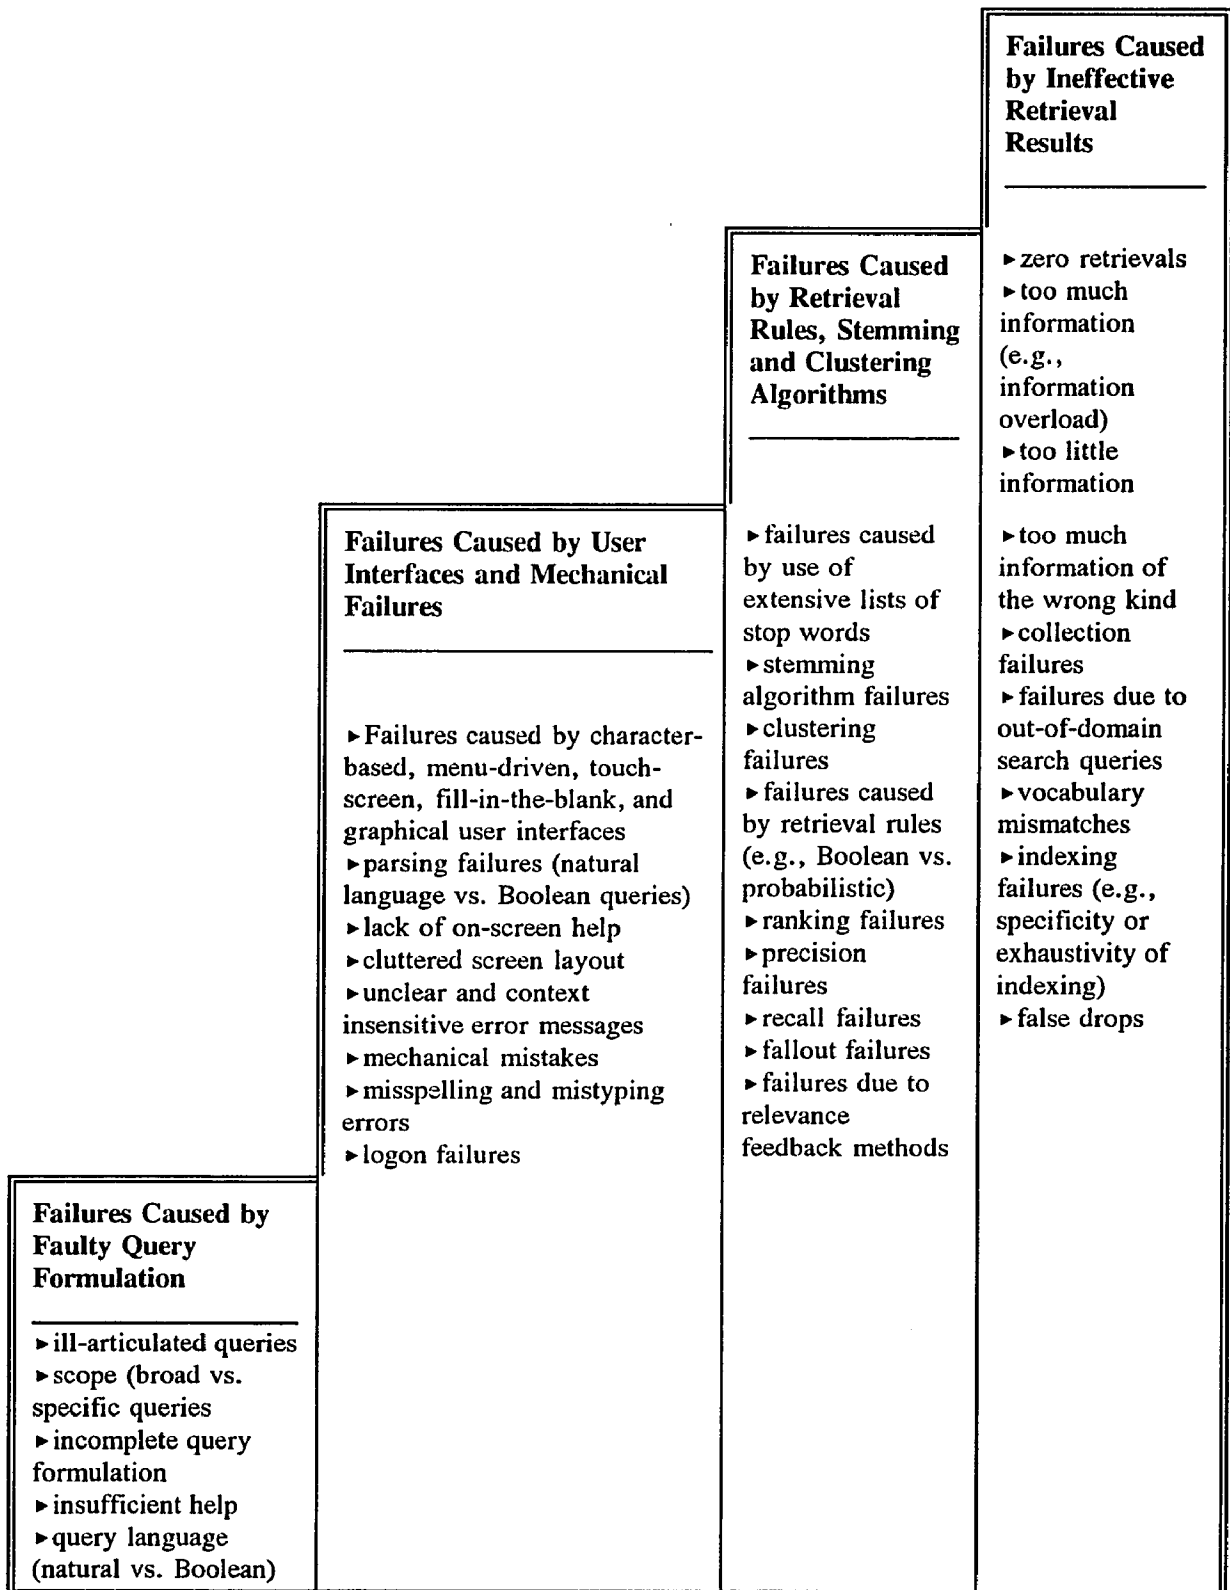 Failures Caused
by Ineffective
Retrieval
Results
►zero retrievals
►too much
information
(e.g.,
information
overload)
►too little
information
►too much
information of
the wrong kind
►collection
failures
►failures due to
out-of-domain
search queries
►vocabulary
mismatches
►indexing
failures (e.g.,
specificity or
exhaustivity of
indexing)
►false drops
Failures Caused
by Retrieval
Rules, Stemming
and Clustering
Algorithms
►failures caused
by use of
extensive lists of
stop words
►stemming
algorithm failures
►clustering
failures
►failures caused
by retrieval rules
(e.g., Boolean vs.
probabilistic)
►ranking failures
►precision
failures
►recall failures
►fallout failures
►failures due to
relevance
feedback methods
Failures Caused by User
Interfaces and Mechanical
Failures
►Failures caused by character-
based, menu-driven, touch-
screen, fill-in-the-blank, and
graphical user interfaces
►parsing failures (natural
language vs. Boolean queries)
►lack of on-screen help
►cluttered screen layout
►unclear and context
insensitive error messages
►mechanical mistakes
►misspelling and mistyping
errors
►logon failures
Failures Caused by
Faulty Query
Formulation
►ill-articulated queries
►scope (broad vs.
specific queries
►incomplete query
formulation
►insufficient help
►query language
(natural vs. Boolean)